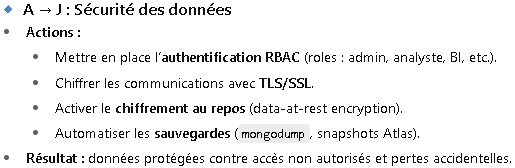 🔹 A → J : Sécurité des données
• Actions :
• Mettre en place l'authentification RBAC (roles : admin, analyste, BI, etc.).
• Chiffrer les communications avec TLS/SSL.
• Activer le chiffrement au repos (data-at-rest encryption).
• Automatiser les sauvegardes (mongodump, snapshots Atlas).
• Résultat : données protégées contre accès non autorisés et pertes accidentelles.